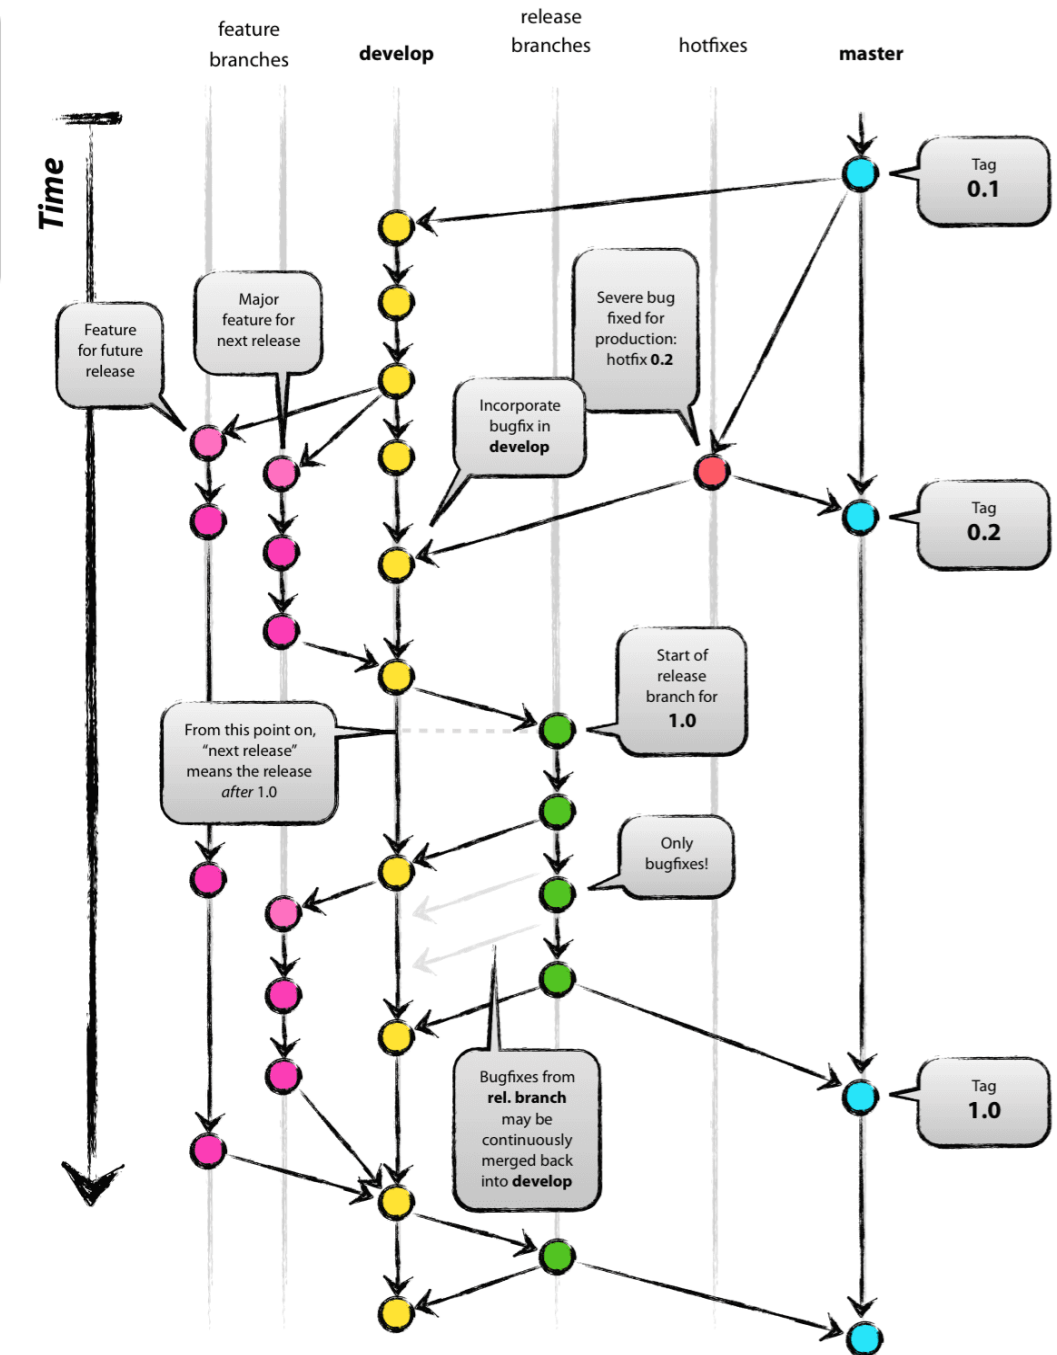 feature
branches
develop
release
branches
hotfixes
master
Time
Tag
0.1
Major
feature for
next release
Feature
for future
release
Severe bug
fixed for
production:
hotfix 0.2
Incorporate
bugfix in
develop
Tag
0.2
Start of
release
branch for
1.0
From this point on,
“next release”
means the release
after 1.0
Only
bugfixes!
Bugfixes from
rel. branch
may be
continuously
merged back
into develop
Tag
1.0